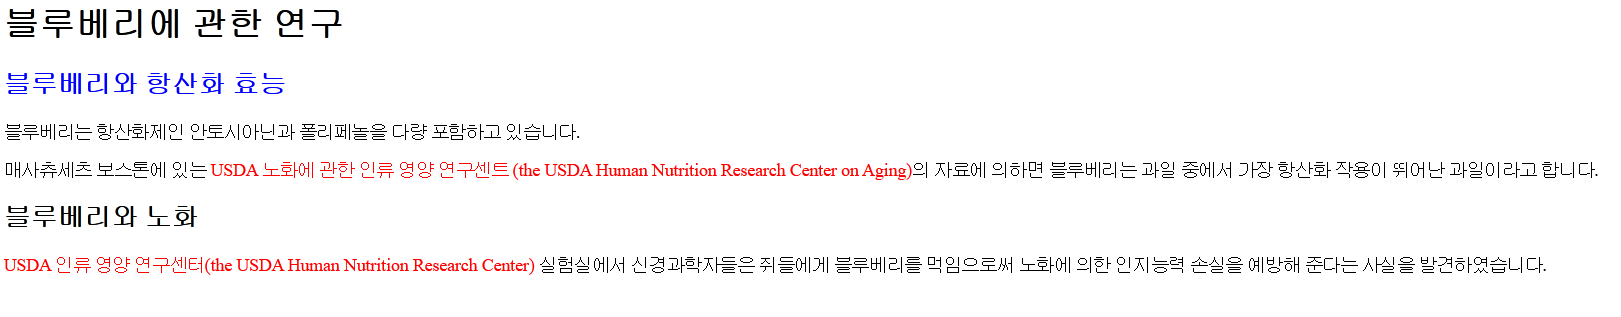 블루베리에 관한 연구
블루베리와 항산화 효능
블루베리는 항산화제인 안토시아닌과 폴리페놀을 다량 포함하고 있습니다.
매사츄세츠 보스톤에 있는 USDA 노화에 관한 인류 영양 연구센트 (the USDA Human Nutrition Research Center on Aging)의 자료에 의하면 블루베리는 과일 중에서 가장 항산화 작용이 뛰어난 과일이라고 합니다.
블루베리와 노화
USDA 인류 영양 연구센터(the USDA Human Nutrition Research Center) 실험실에서 신경과학자들은 쥐들에게 블루베리를 먹임으로써 노화에 의한 인지능력 손실을 예방해 준다는 사실을 발견하였습니다.